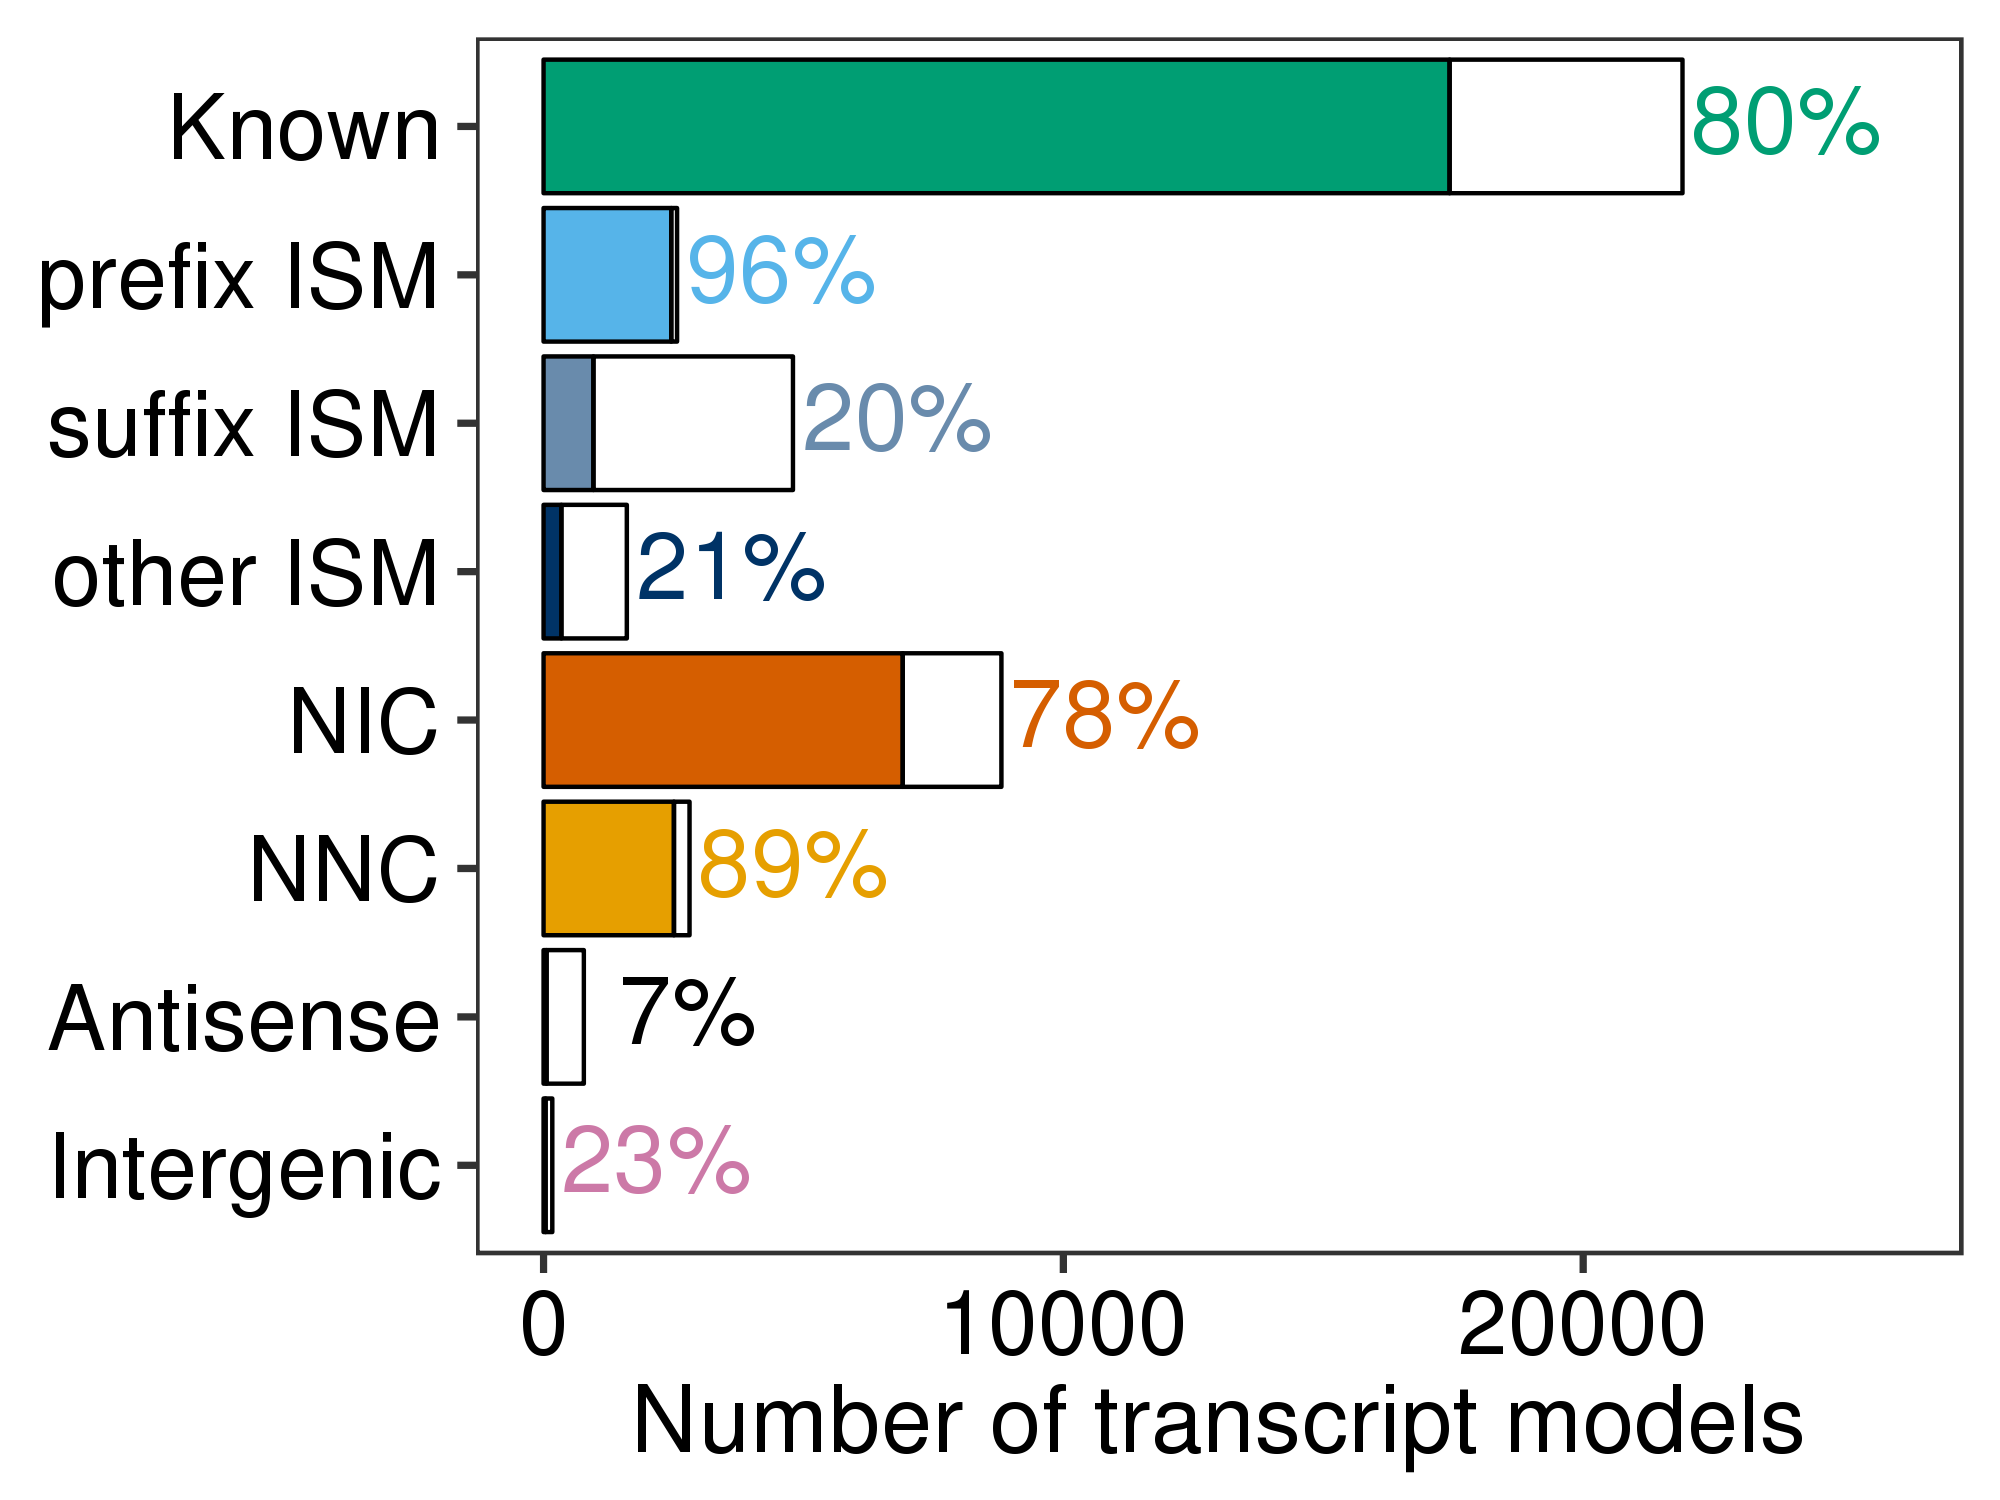 Known 80%
prefix ISM 96%
suffix ISM 20%
other ISM 21%
NIC 78%
NNC 89%
Antisense 7%
Intergenic 23%
0 10000 20000
Number of transcript models